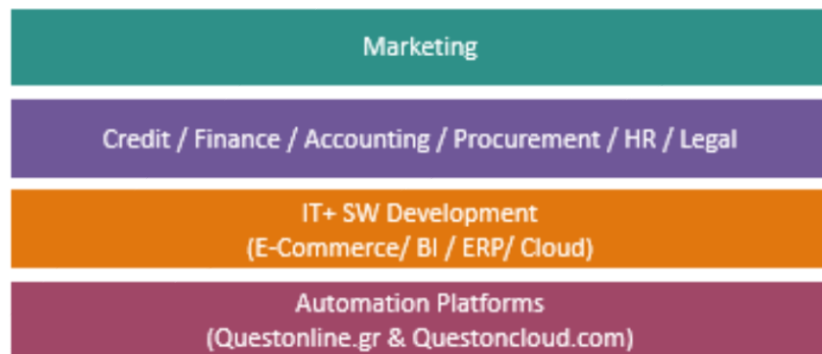 Marketing
Credit / Finance / Accounting / Procurement / HR / Legal
IT+ SW Development
(E-Commerce/ BI / ERP/ Cloud)
Automation Platforms
(Questonline.gr & Questoncloud.com)